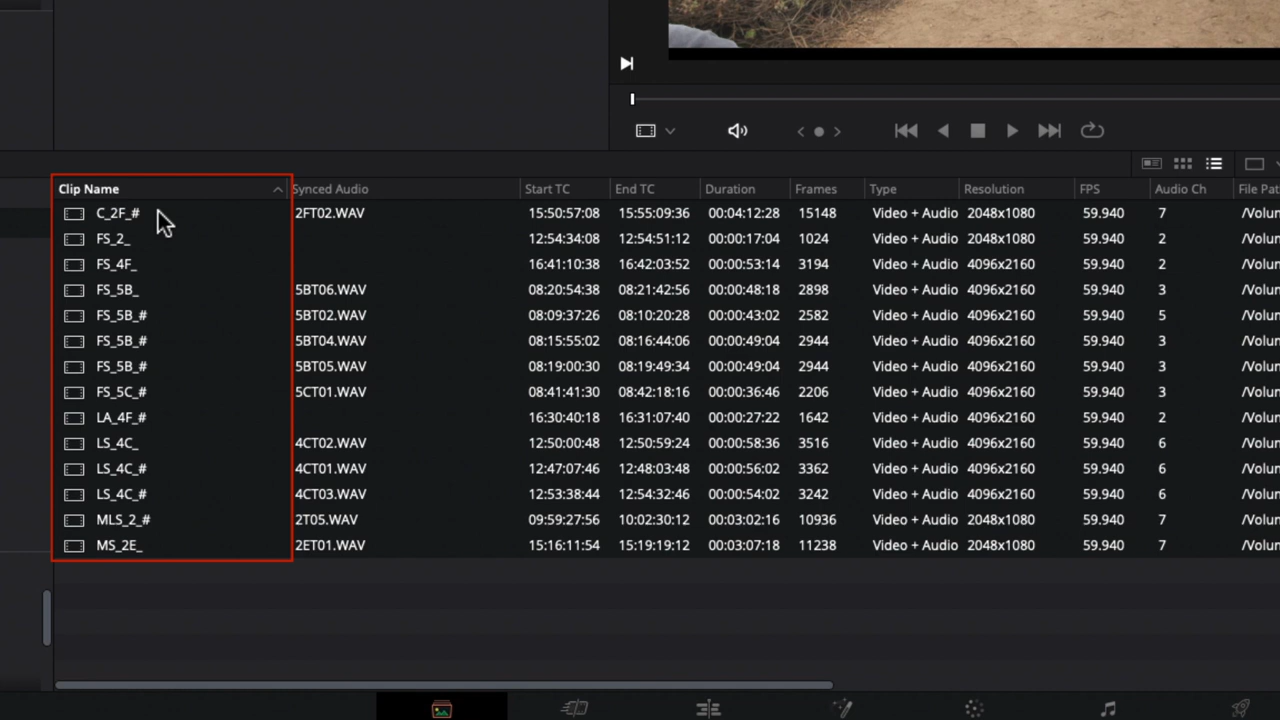 Clip Name Synced Audio Start TC End TC Duration Frames Type Resolution FPS Audio Ch File Pat
C_2F_# 2FT02.WAV 15:50:57:08 15:55:09:36 00:04:12:28 15148 Video + Audio 2048x1080 59.940 7 /Volun
FS_2_ 12:54:34:08 12:54:51:12 00:00:17:04 1024 Video + Audio 2048x1080 59.940 2 /Volun
FS_4F_ 16:41:10:38 16:42:03:52 00:00:53:14 3194 Video + Audio 4096x2160 59.940 2 /Volun
FS_5B_ 5BT06.WAV 08:20:54:38 08:21:42:56 00:00:48:18 2898 Video + Audio 4096x2160 59.940 3 /Volun
FS_5B_# 5BT02.WAV 08:09:37:26 08:10:20:28 00:00:43:02 2582 Video + Audio 4096x2160 59.940 5 /Volun
FS_5B_# 5BT04.WAV 08:15:55:02 08:16:44:06 00:00:49:04 2944 Video + Audio 4096x2160 59.940 3 /Volun
FS_5B_# 5BT05.WAV 08:19:00:30 08:19:49:34 00:00:49:04 2944 Video + Audio 4096x2160 59.940 3 /Volun
FS_5C_# 5CT01.WAV 08:41:41:30 08:42:18:16 00:00:36:46 2206 Video + Audio 4096x2160 59.940 3 /Volun
LA_4F_# 16:30:40:18 16:31:07:40 00:00:27:22 1642 Video + Audio 4096x2160 59.940 2 /Volun
LS_4C_ 4CT02.WAV 12:50:00:48 12:50:59:24 00:00:58:36 3516 Video + Audio 4096x2160 59.940 6 /Volun
LS_4C_# 4CT01.WAV 12:47:07:46 12:48:03:48 00:00:56:02 3362 Video + Audio 4096x2160 59.940 6 /Volun
LS_4C_# 4CT03.WAV 12:53:38:44 12:54:32:46 00:00:54:02 3242 Video + Audio 4096x2160 59.940 6 /Volun
MLS_2_# 2T05.WAV 09:59:27:56 10:02:30:12 00:03:02:16 10936 Video + Audio 2048x1080 59.940 7 /Volun
MS_2E_ 2ET01.WAV 15:16:11:54 15:19:19:12 00:03:07:18 11238 Video + Audio 2048x1080 59.940 7 /Volun